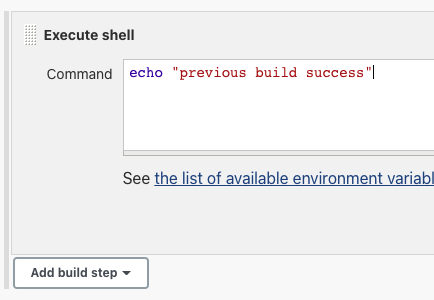 Execute shell
Command
echo "previous build success"
See the list of available environment variabl
Add build step